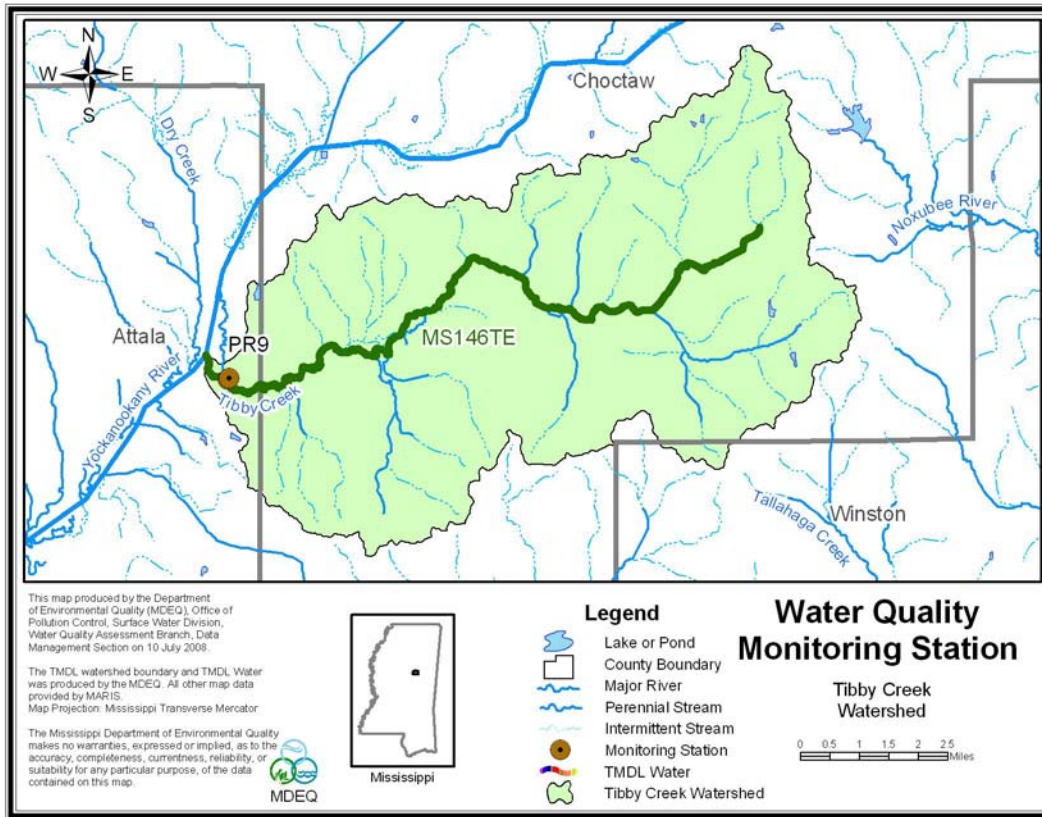 N
W E
S
Choctaw
Dry Creek
Noxubee River
Attala
PR9
MS146TE
Tibby Creek
Yockanookany River
Tallahaga Creek
Winston
This map produced by the Department
of Environmental Quality (MDEQ), Office of
Pollution Control, Surface Water Division,
Water Quality Assessment Branch, Data
Management Section on 10 July 2008.
The TMDL watershed boundary and TMDL Water
was produced by the MDEQ. All other map data
provided by MARIS.
Map Projection: Mississippi Transverse Mercator
The Mississippi Department of Environmental Quality
makes no warranties, expressed or implied, as to the
accuracy, completeness, currentness, reliability, or
suitability for any particular purpose, of the data
contained on this map.
MDEQ
Mississippi
Legend
Lake or Pond
County Boundary
Major River
Perennial Stream
Intermittent Stream
Monitoring Station
TMDL Water
Tibby Creek Watershed
Water Quality
Monitoring Station
Tibby Creek
Watershed
0 0.5 1 1.5 2 2.5
Miles